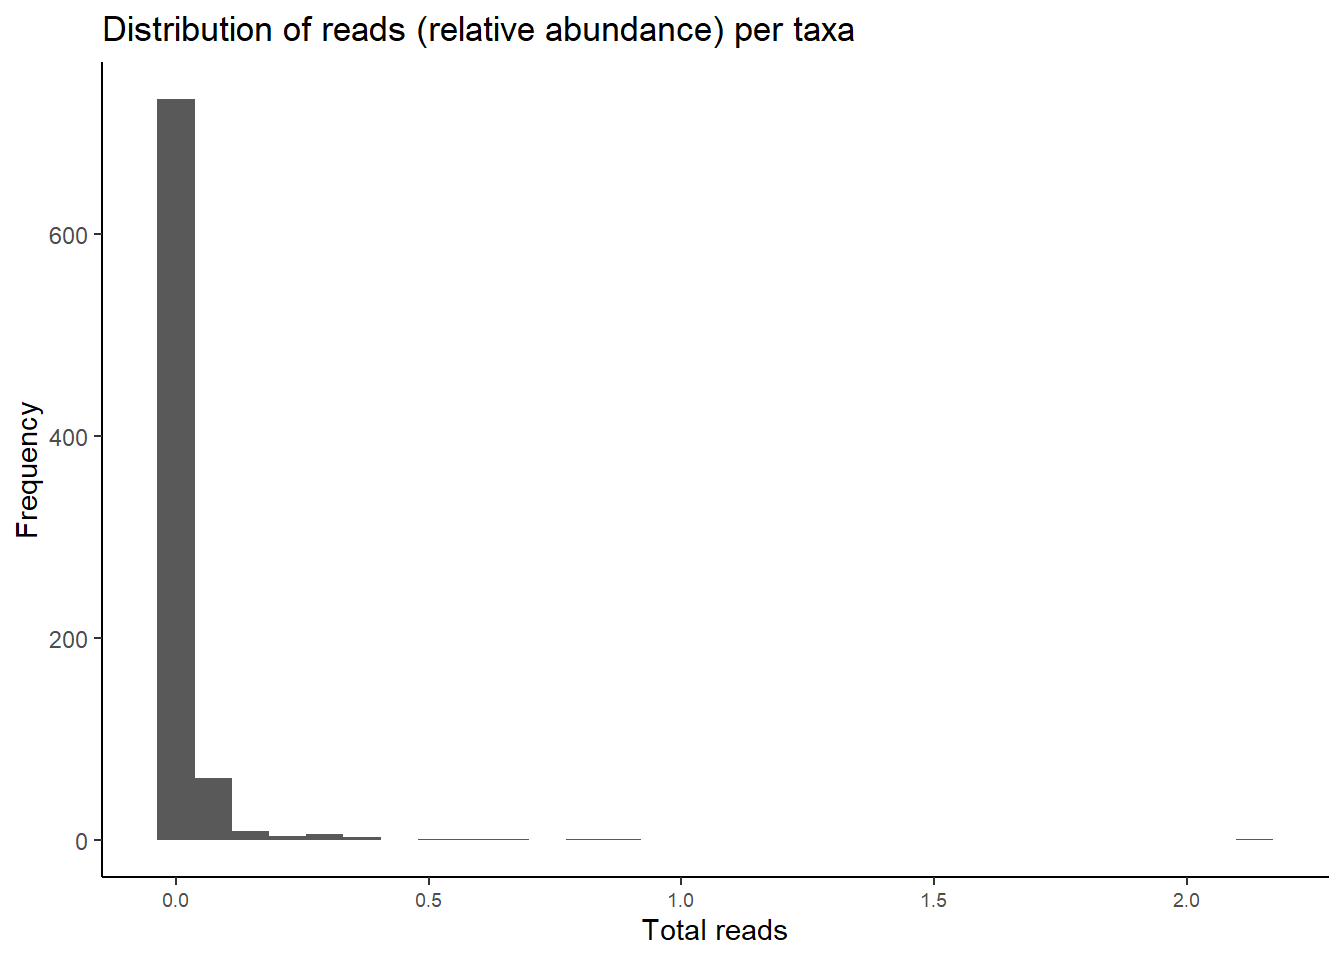 Distribution of reads (relative abundance) per taxa
600
400
200
0
Frequency
0.0 0.5 1.0 1.5 2.0
Total reads